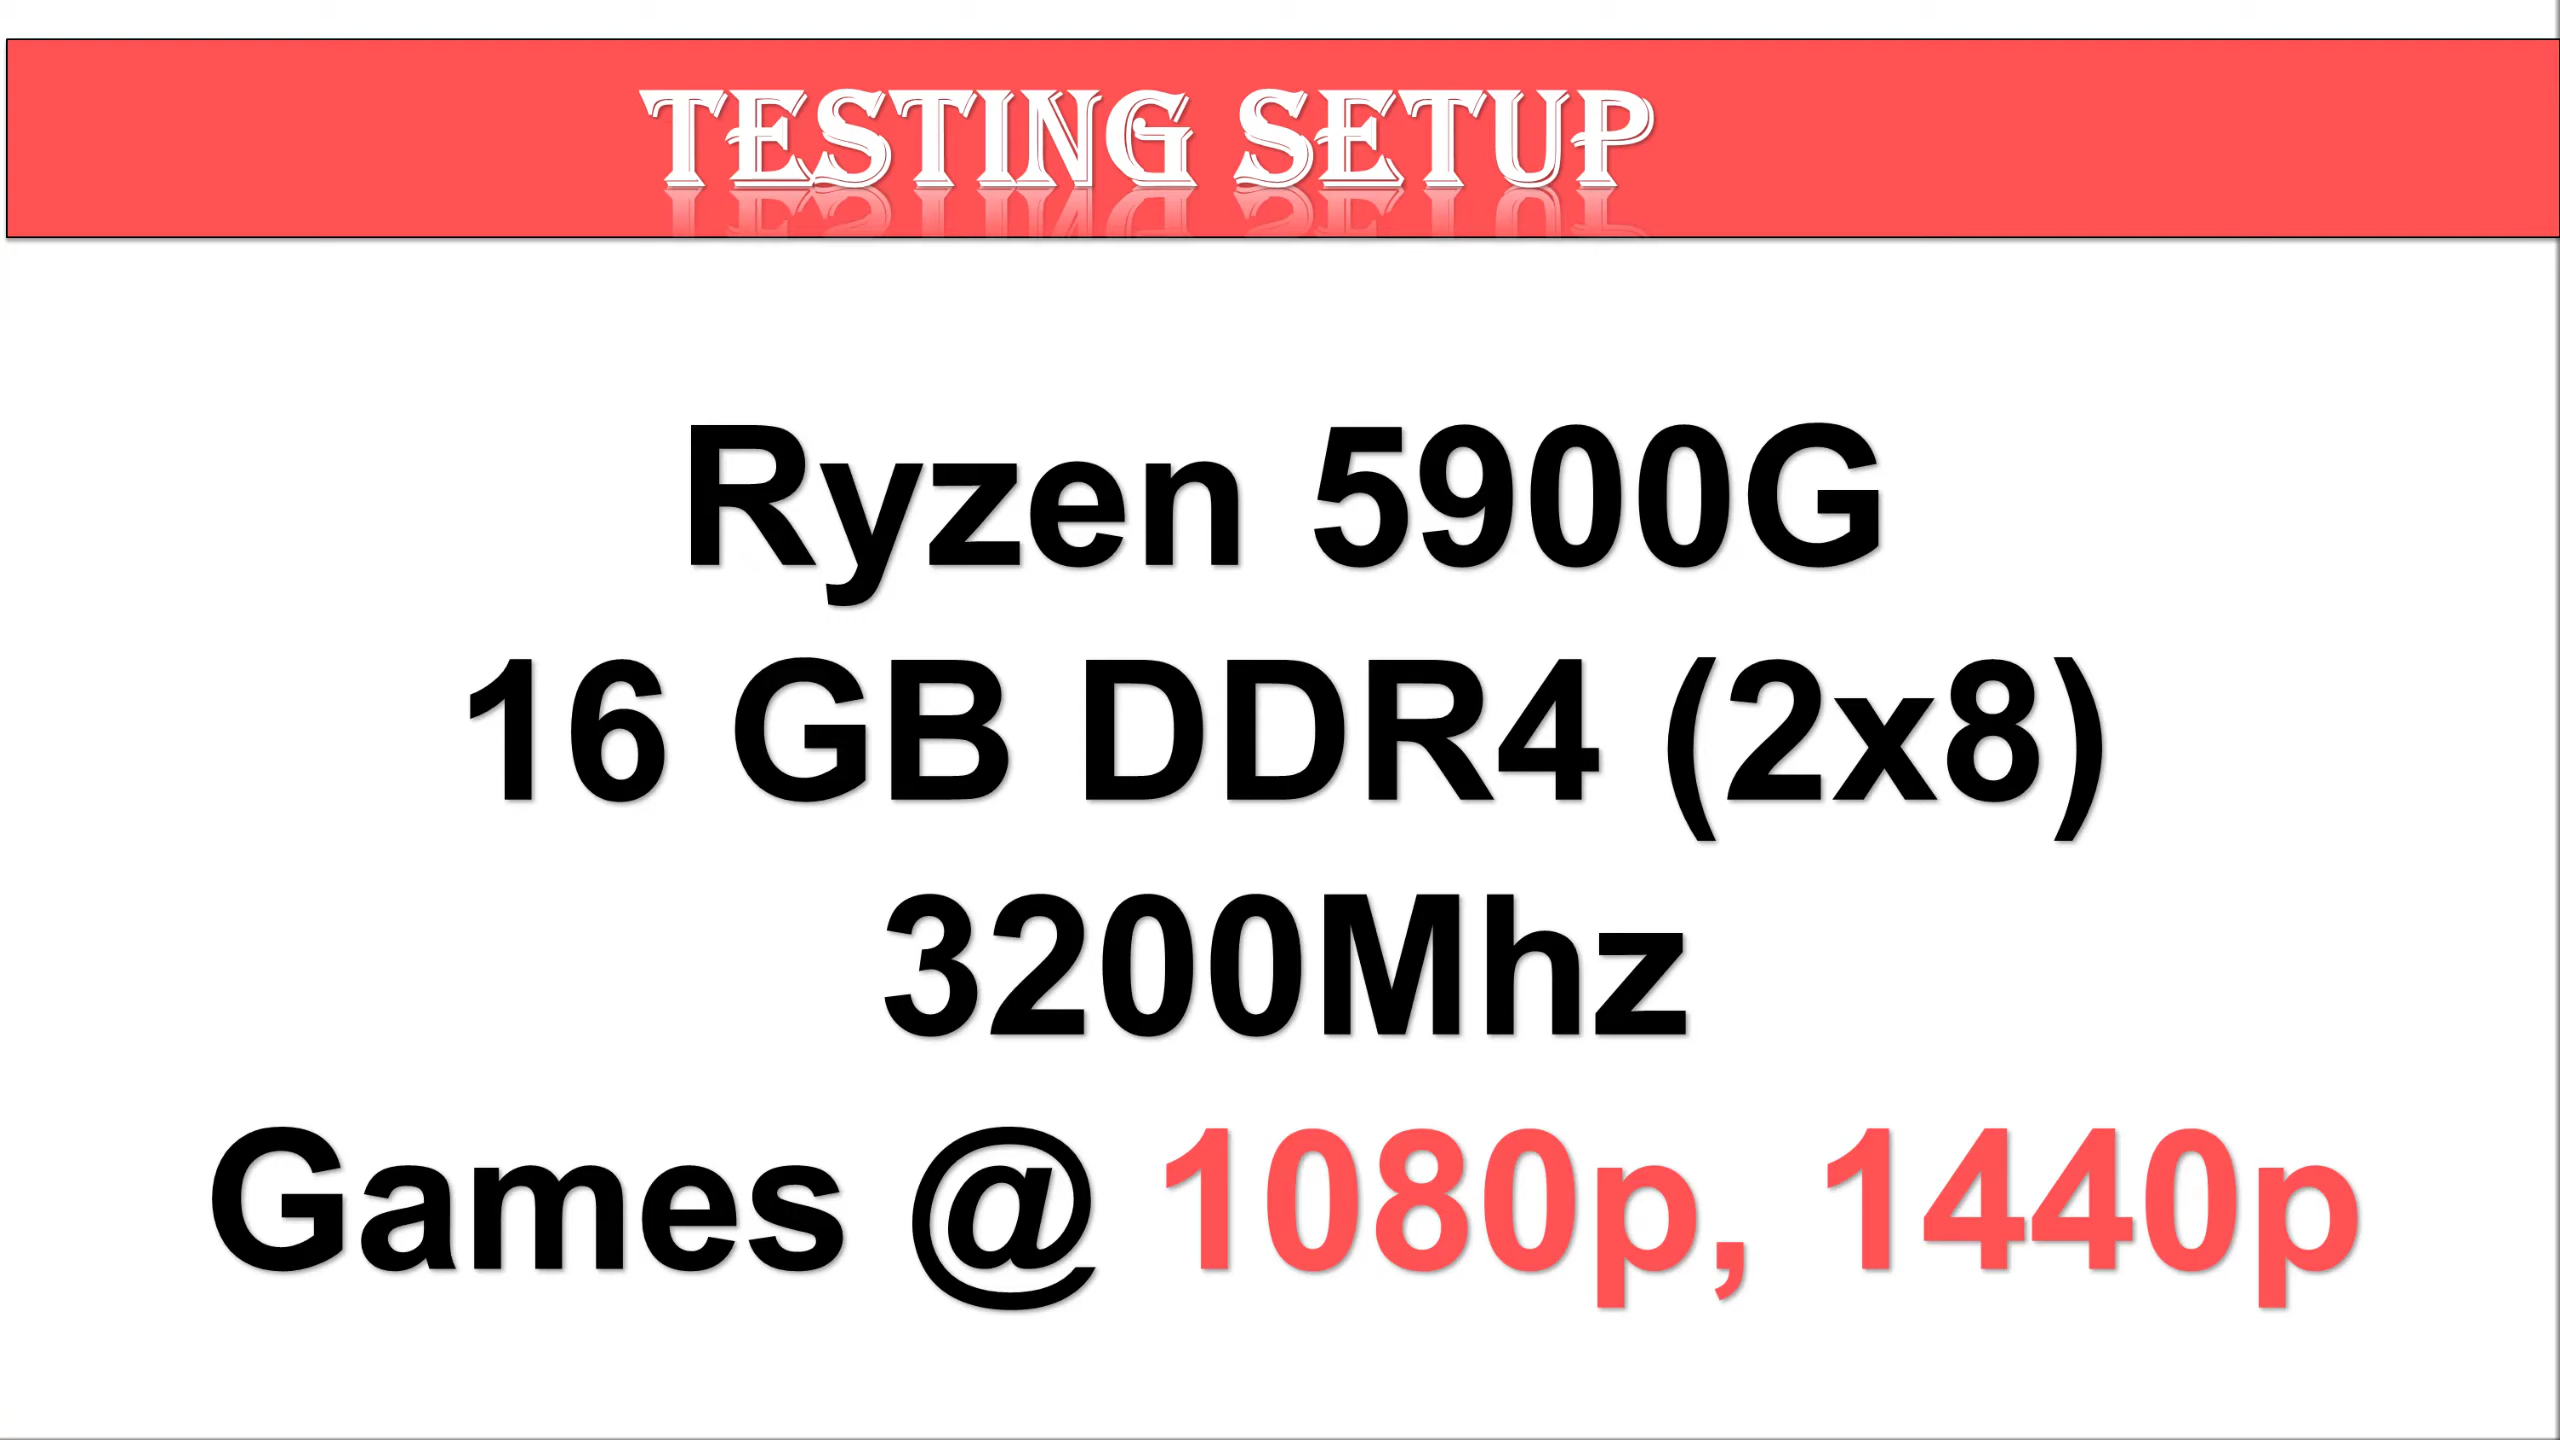 TESTING SETUP
Ryzen 5900G
16 GB DDR4 (2x8)
3200Mhz
Games @ 1080p, 1440p